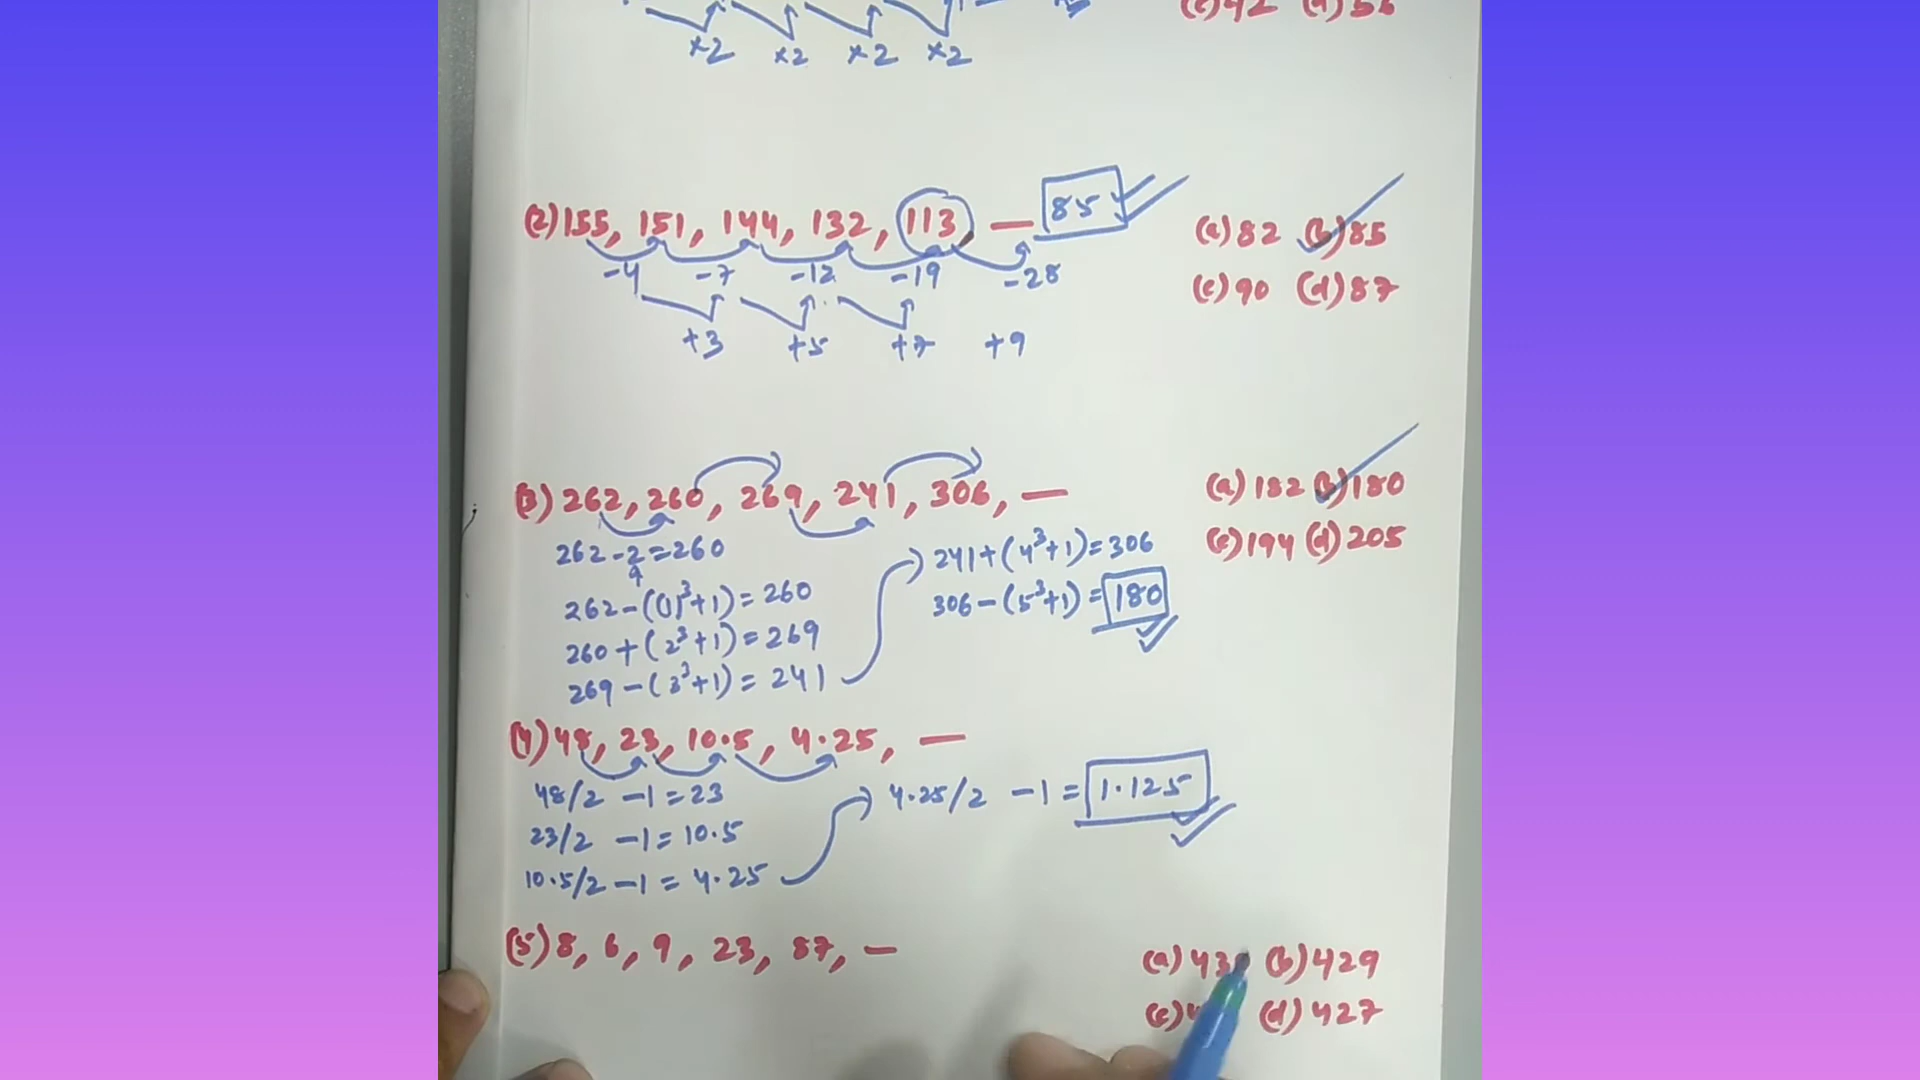 ×2 ×2 ×2 ×2
(2) 155, 151, 144, 132, 113, — 85
-4 -7 -12 -19 -28
+3 +5 +7 +9
(a) 82 (b) 85
(c) 90 (d) 87
(3) 262, 260, 269, 241, 306, —
262-2=260
262-((1)³+1)=260
260+(2³+1)=269
269-(3³+1)=241
241+(4³+1)=306
306-(5³+1)=180
(a) 182 (b) 180
(c) 194 (d) 205
(4) 48, 23, 10.5, 4.25, —
48/2 -1=23
23/2 -1=10.5
10.5/2 -1=4.25
4.25/2 -1=1.125
(5) 8, 6, 9, 23, 87, —
(a) (b) 429
(c) (d) 427